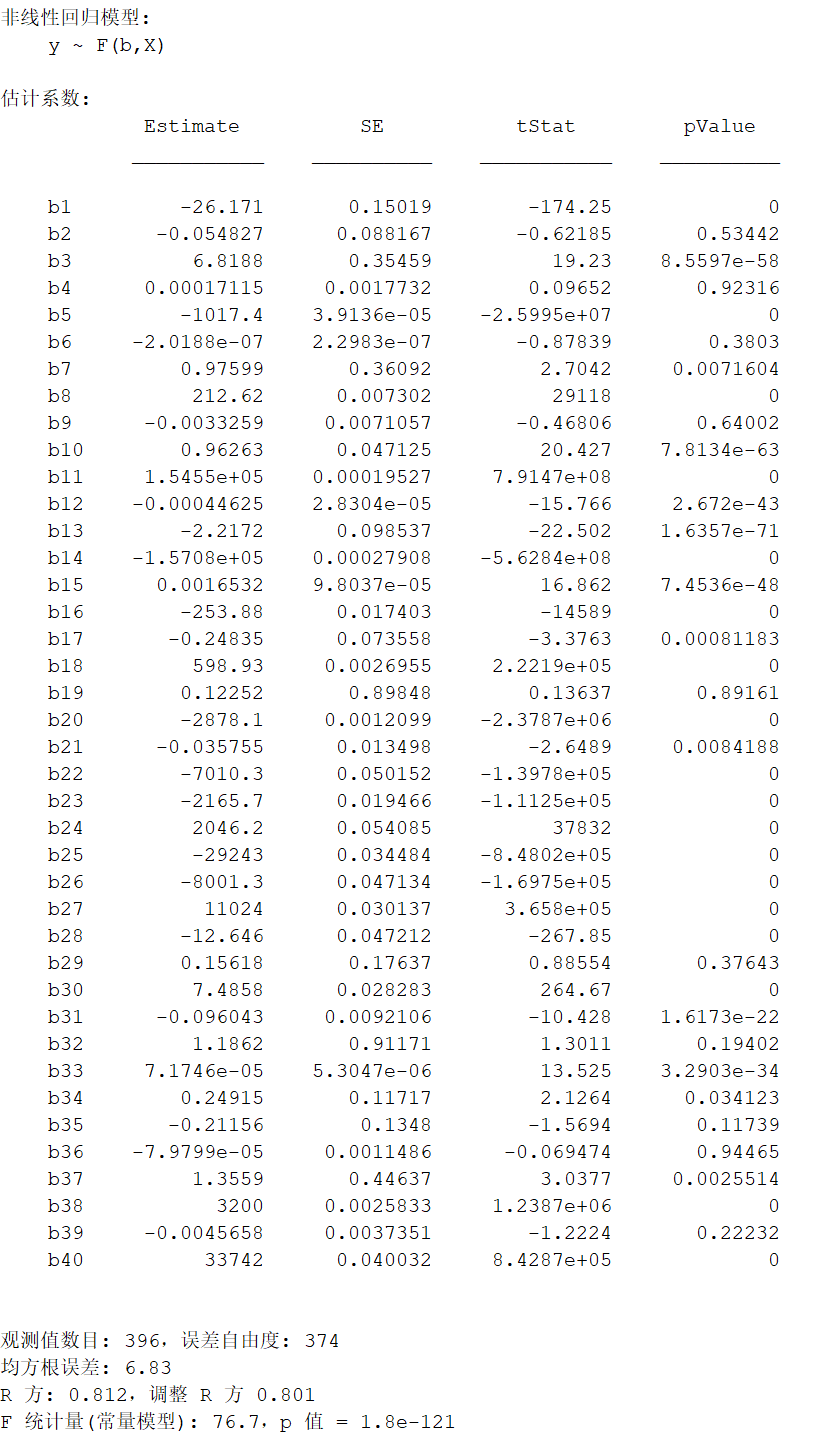 非线性回归模型:
y ~ F(b,X)
估计系数:
Estimate SE tStat pValue
b1 -26.171 0.15019 -174.25 0
b2 -0.054827 0.088167 -0.62185 0.53442
b3 6.8188 0.35459 19.23 8.5597e-58
b4 0.00017115 0.0017732 0.09652 0.92316
b5 -1017.4 3.9136e-05 -2.5995e+07 0
b6 -2.0188e-07 2.2983e-07 -0.87839 0.3803
b7 0.97599 0.36092 2.7042 0.0071604
b8 212.62 0.007302 29118 0
b9 -0.0033259 0.0071057 -0.46806 0.64002
b10 0.96263 0.047125 20.427 7.8134e-63
b11 1.5455e+05 0.00019527 7.9147e+08 0
b12 -0.00044625 2.8304e-05 -15.766 2.672e-43
b13 -2.2172 0.098537 -22.502 1.6357e-71
b14 -1.5708e+05 0.00027908 -5.6284e+08 0
b15 0.0016532 9.8037e-05 16.862 7.4536e-48
b16 -253.88 0.017403 -14589 0
b17 -0.24835 0.073558 -3.3763 0.00081183
b18 598.93 0.0026955 2.2219e+05 0
b19 0.12252 0.89848 0.13637 0.89161
b20 -2878.1 0.0012099 -2.3787e+06 0
b21 -0.035755 0.013498 -2.6489 0.0084188
b22 -7010.3 0.050152 -1.3978e+05 0
b23 -2165.7 0.019466 -1.1125e+05 0
b24 2046.2 0.054085 37832 0
b25 -29243 0.034484 -8.4802e+05 0
b26 -8001.3 0.047134 -1.6975e+05 0
b27 11024 0.030137 3.658e+05 0
b28 -12.646 0.047212 -267.85 0
b29 0.15618 0.17637 0.88554 0.37643
b30 7.4858 0.028283 264.67 0
b31 -0.096043 0.0092106 -10.428 1.6173e-22
b32 1.1862 0.91171 1.3011 0.19402
b33 7.1746e-05 5.3047e-06 13.525 3.2903e-34
b34 0.24915 0.11717 2.1264 0.034123
b35 -0.21156 0.1348 -1.5694 0.11739
b36 -7.9799e-05 0.0011486 -0.069474 0.94465
b37 1.3559 0.44637 3.0377 0.0025514
b38 3200 0.0025833 1.2387e+06 0
b39 -0.0045658 0.0037351 -1.2224 0.22232
b40 33742 0.040032 8.4287e+05 0
观测值数目: 396，误差自由度: 374
均方根误差: 6.83
R 方: 0.812，调整 R 方 0.801
F 统计量(常量模型): 76.7，p 值 = 1.8e-121